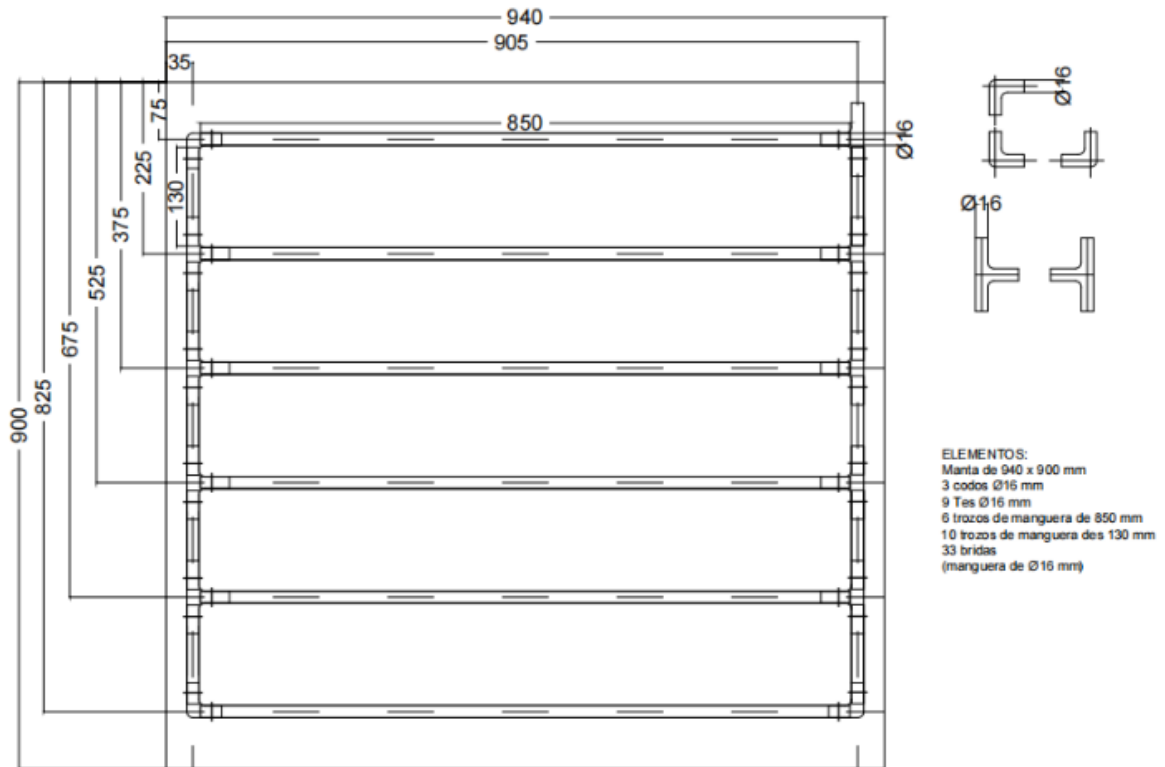 940
905
35
75
850
Ø16
225
130
375
525
675
825
900
Ø16
Ø16
ELEMENTOS:
Manta de 940 x 900 mm
3 codos Ø16 mm
9 Tes Ø16 mm
6 trozos de manguera de 850 mm
10 trozos de manguera des 130 mm
33 bridas
(manguera de Ø16 mm)